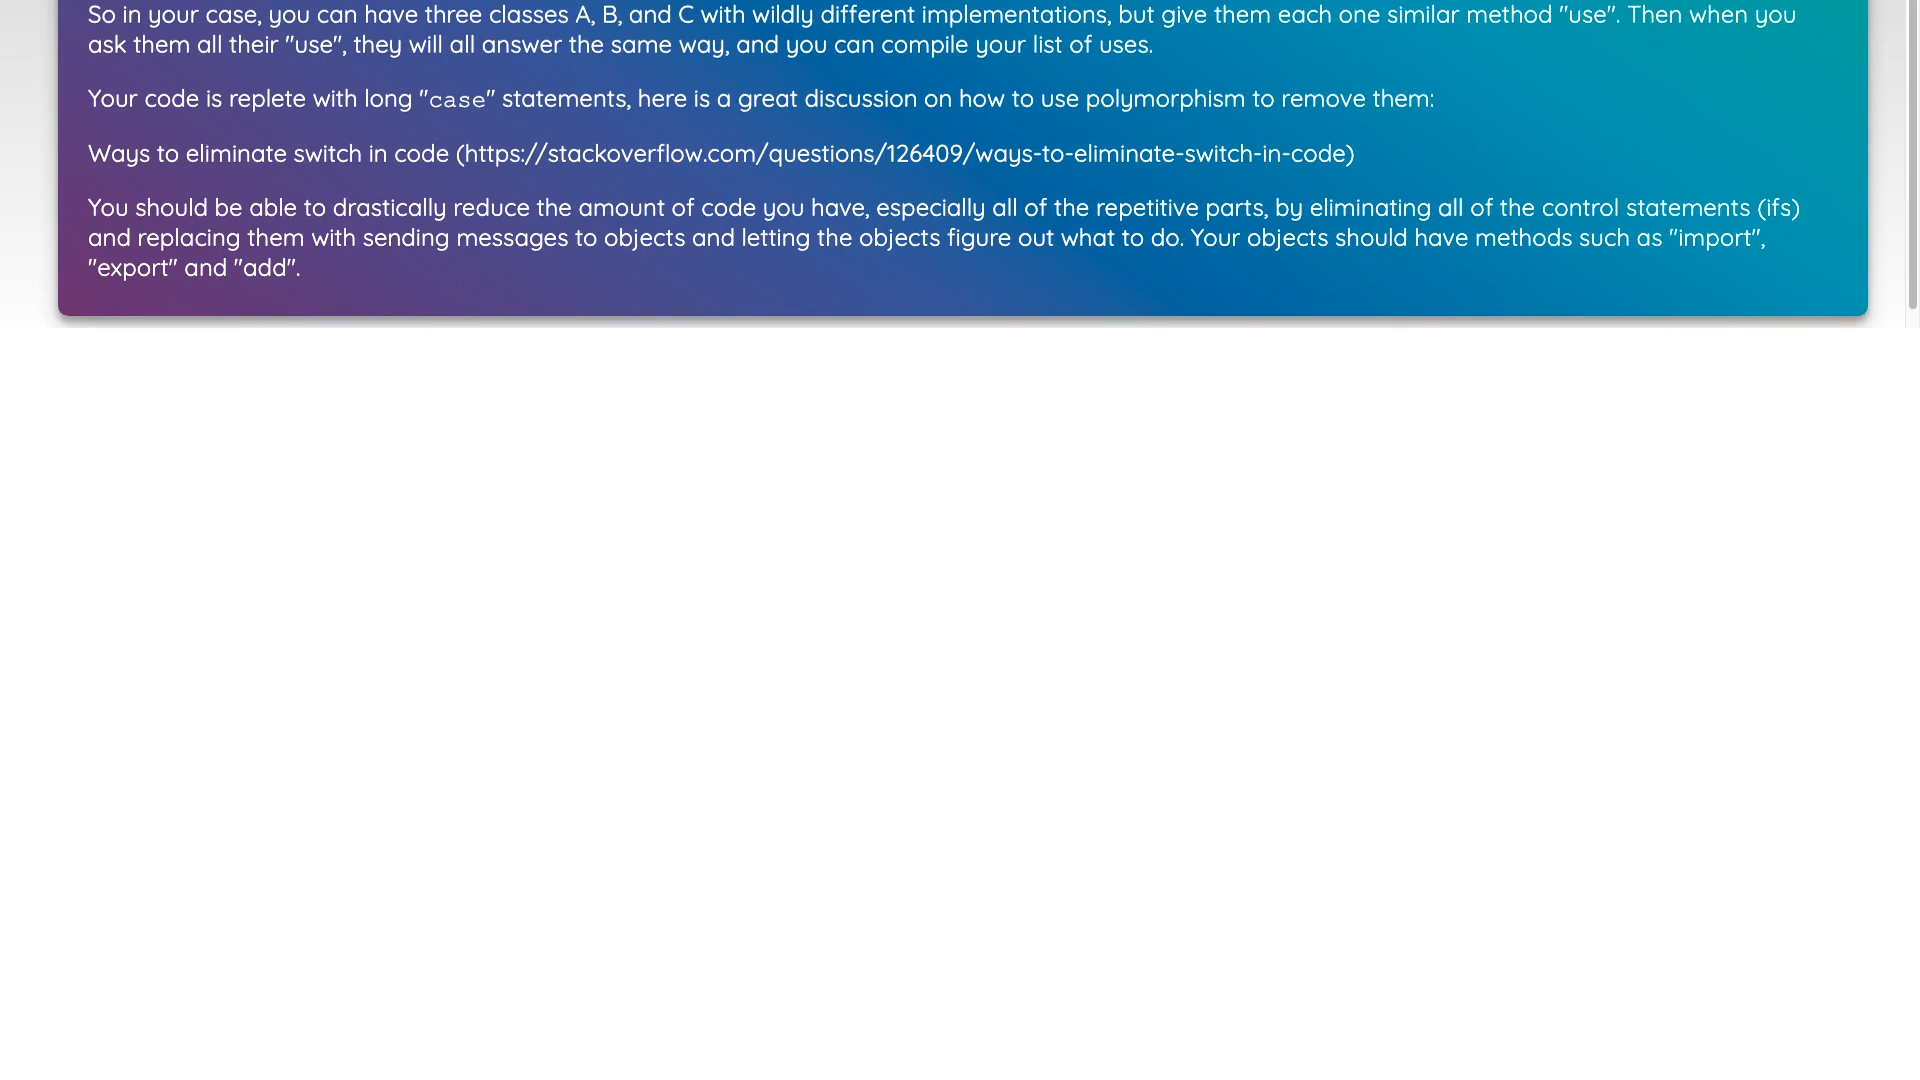 So in your case, you can have three classes A, B, and C with wildly different implementations, but give them each one similar method "use". Then when you
ask them all their "use", they will all answer the same way, and you can compile your list of uses.
Your code is replete with long "case" statements, here is a great discussion on how to use polymorphism to remove them:
Ways to eliminate switch in code (https://stackoverflow.com/questions/126409/ways-to-eliminate-switch-in-code)
You should be able to drastically reduce the amount of code you have, especially all of the repetitive parts, by eliminating all of the control statements (ifs)
and replacing them with sending messages to objects and letting the objects figure out what to do. Your objects should have methods such as "import",
"export" and "add".